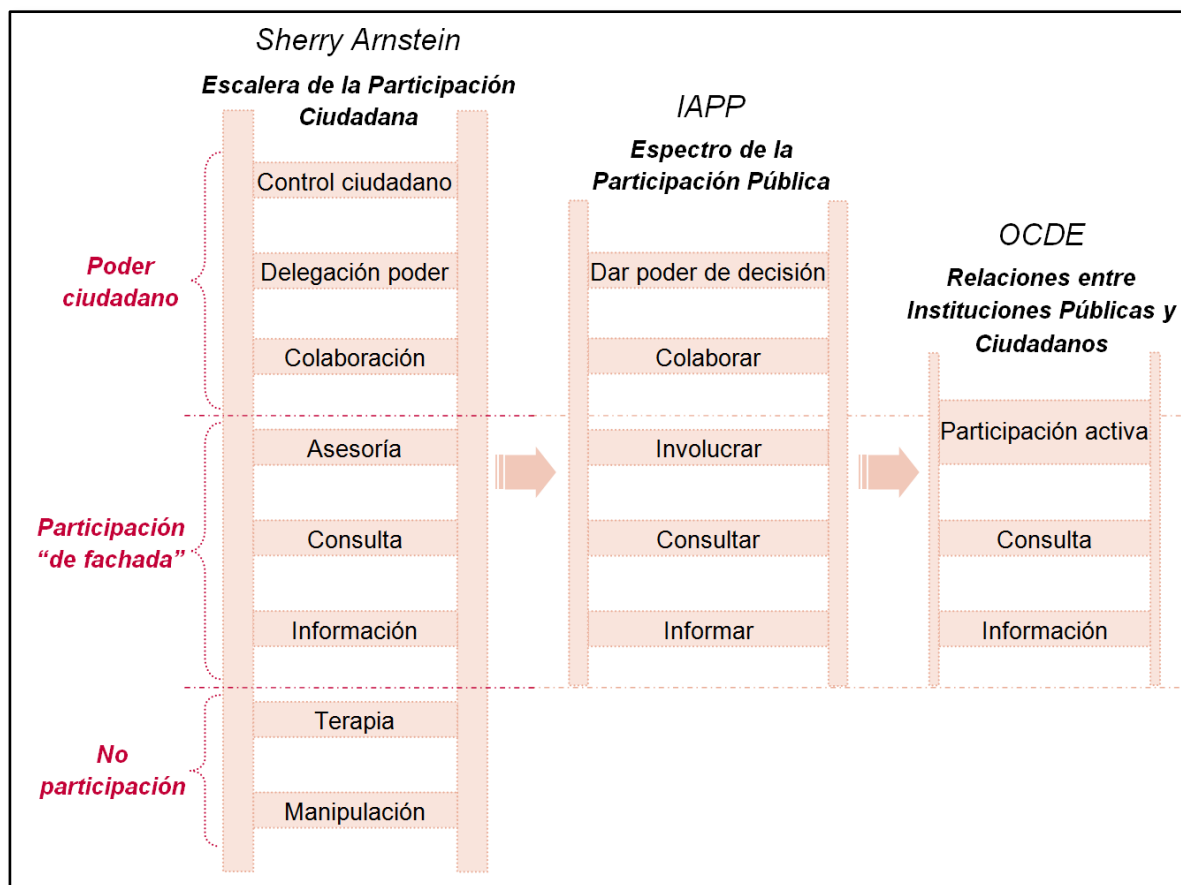 Sherry Arnstein
Escalera de la Participación
Ciudadana
Control ciudadano
Delegación poder
Colaboración
Asesoría
Consulta
Información
Terapia
Manipulación
Poder
ciudadano
Participación
“de fachada”
No
participación
IAPP
Espectro de la
Participación Pública
Dar poder de decisión
Colaborar
Involucrar
Consultar
Informar
OCDE
Relaciones entre
Instituciones Públicas y
Ciudadanos
Participación activa
Consulta
Información